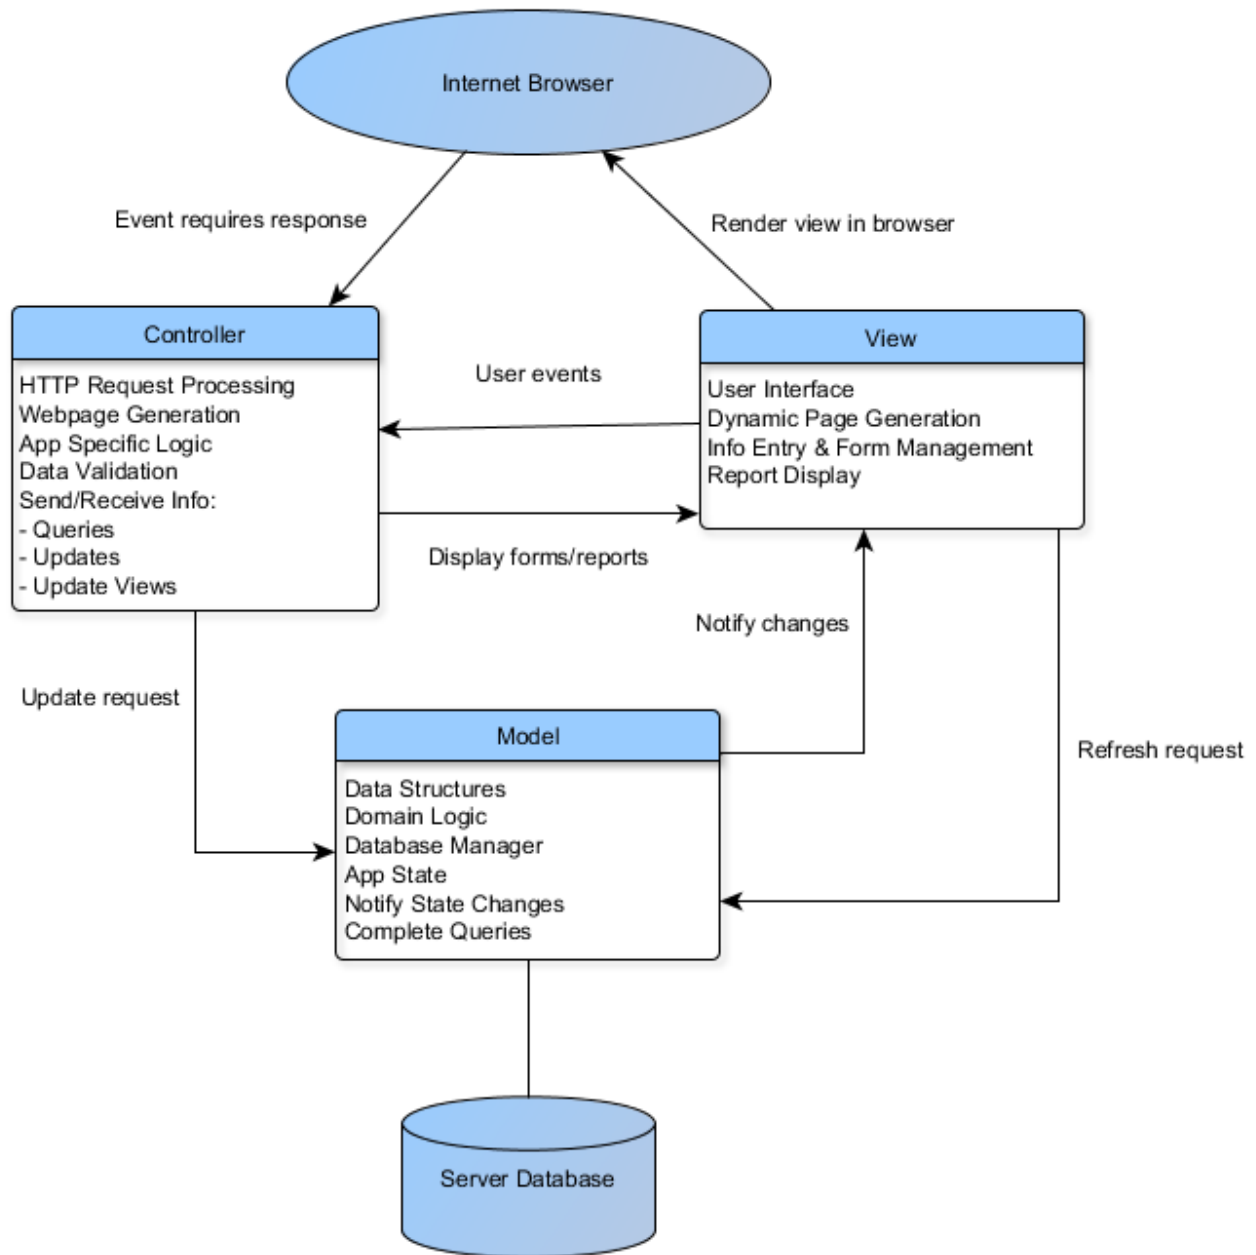 Internet Browser
Event requires response
Render view in browser
Controller
HTTP Request Processing
Webpage Generation
App Specific Logic
Data Validation
Send/Receive Info:
- Queries
- Updates
- Update Views
User events
View
User Interface
Dynamic Page Generation
Info Entry & Form Management
Report Display
Display forms/reports
Notify changes
Update request
Refresh request
Model
Data Structures
Domain Logic
Database Manager
App State
Notify State Changes
Complete Queries
Server Database